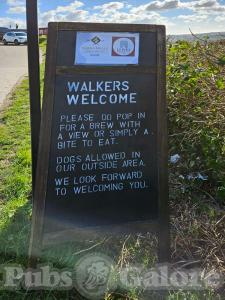 WALKERS
WELCOME
PLEASE DO POP IN
FOR A BREW WITH
A VIEW OR SIMPLY A
BITE TO EAT.
DOGS ALLOWED IN
OUR OUTSIDE AREA.
WE LOOK FORWARD
TO WELCOMING YOU.
Pubs Galore